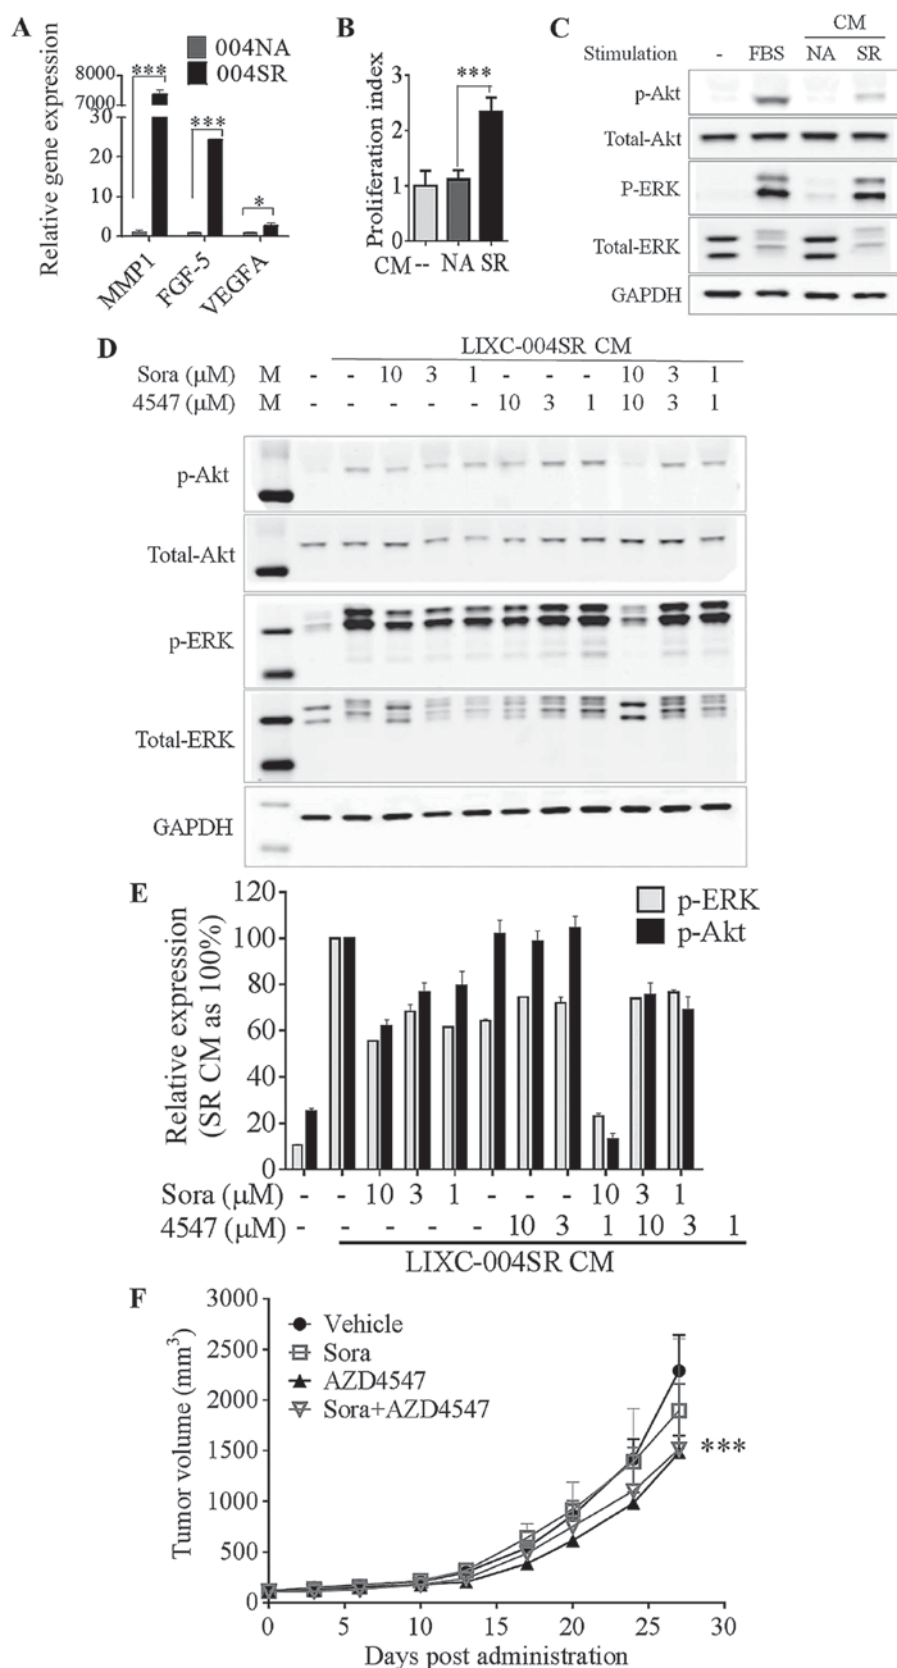 A
Relative gene expression
004NA
004SR
8000
7000
30
20
10
0
***
***
*
MMP1
FGF-5
VEGFA
B
Proliferation index
3
2
1
0
***
CM -- NA SR
C
CM
Stimulation - FBS NA SR
p-Akt
Total-Akt
P-ERK
Total-ERK
GAPDH
D
LIXC-004SR CM
Sora (μM) M - - 10 3 1 - - - 10 3 1
4547 (μM) M - - - - - 10 3 1 10 3 1
p-Akt
Total-Akt
p-ERK
Total-ERK
GAPDH
E
Relative expression
(SR CM as 100%)
120
100
80
60
40
20
0
p-ERK
p-Akt
Sora (μM) - - 10 3 1 - - - 10 3 1
4547 (μM) - - - - - 10 3 1 10 3 1
LIXC-004SR CM
F
Tumor volume (mm³)
3000
2500
2000
1500
1000
500
0
Vehicle
Sora
AZD4547
Sora+AZD4547
***
0 5 10 15 20 25 30
Days post administration